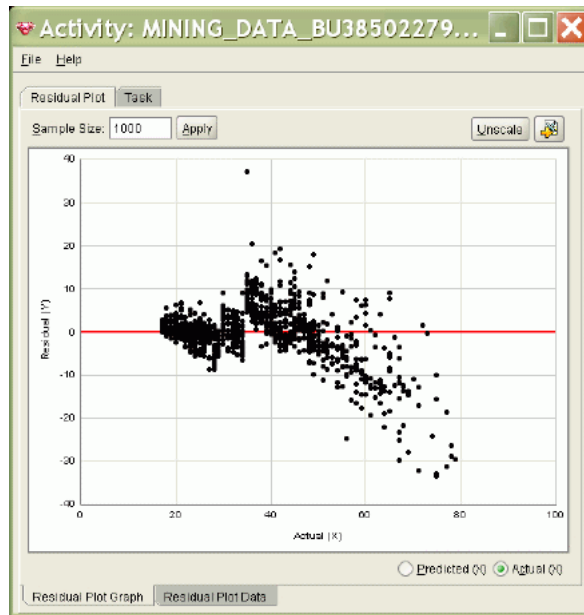 Activity: MINING_DATA_BU38502279...
File Help
Residual Plot Task
Sample Size: 1000 Apply Unscale
40
30
20
10
0
-10
-20
-30
-40
Residual (Y)
0 20 40 60 80 100
Actual (X)
Predicted (X) Actual (X)
Residual Plot Graph Residual Plot Data